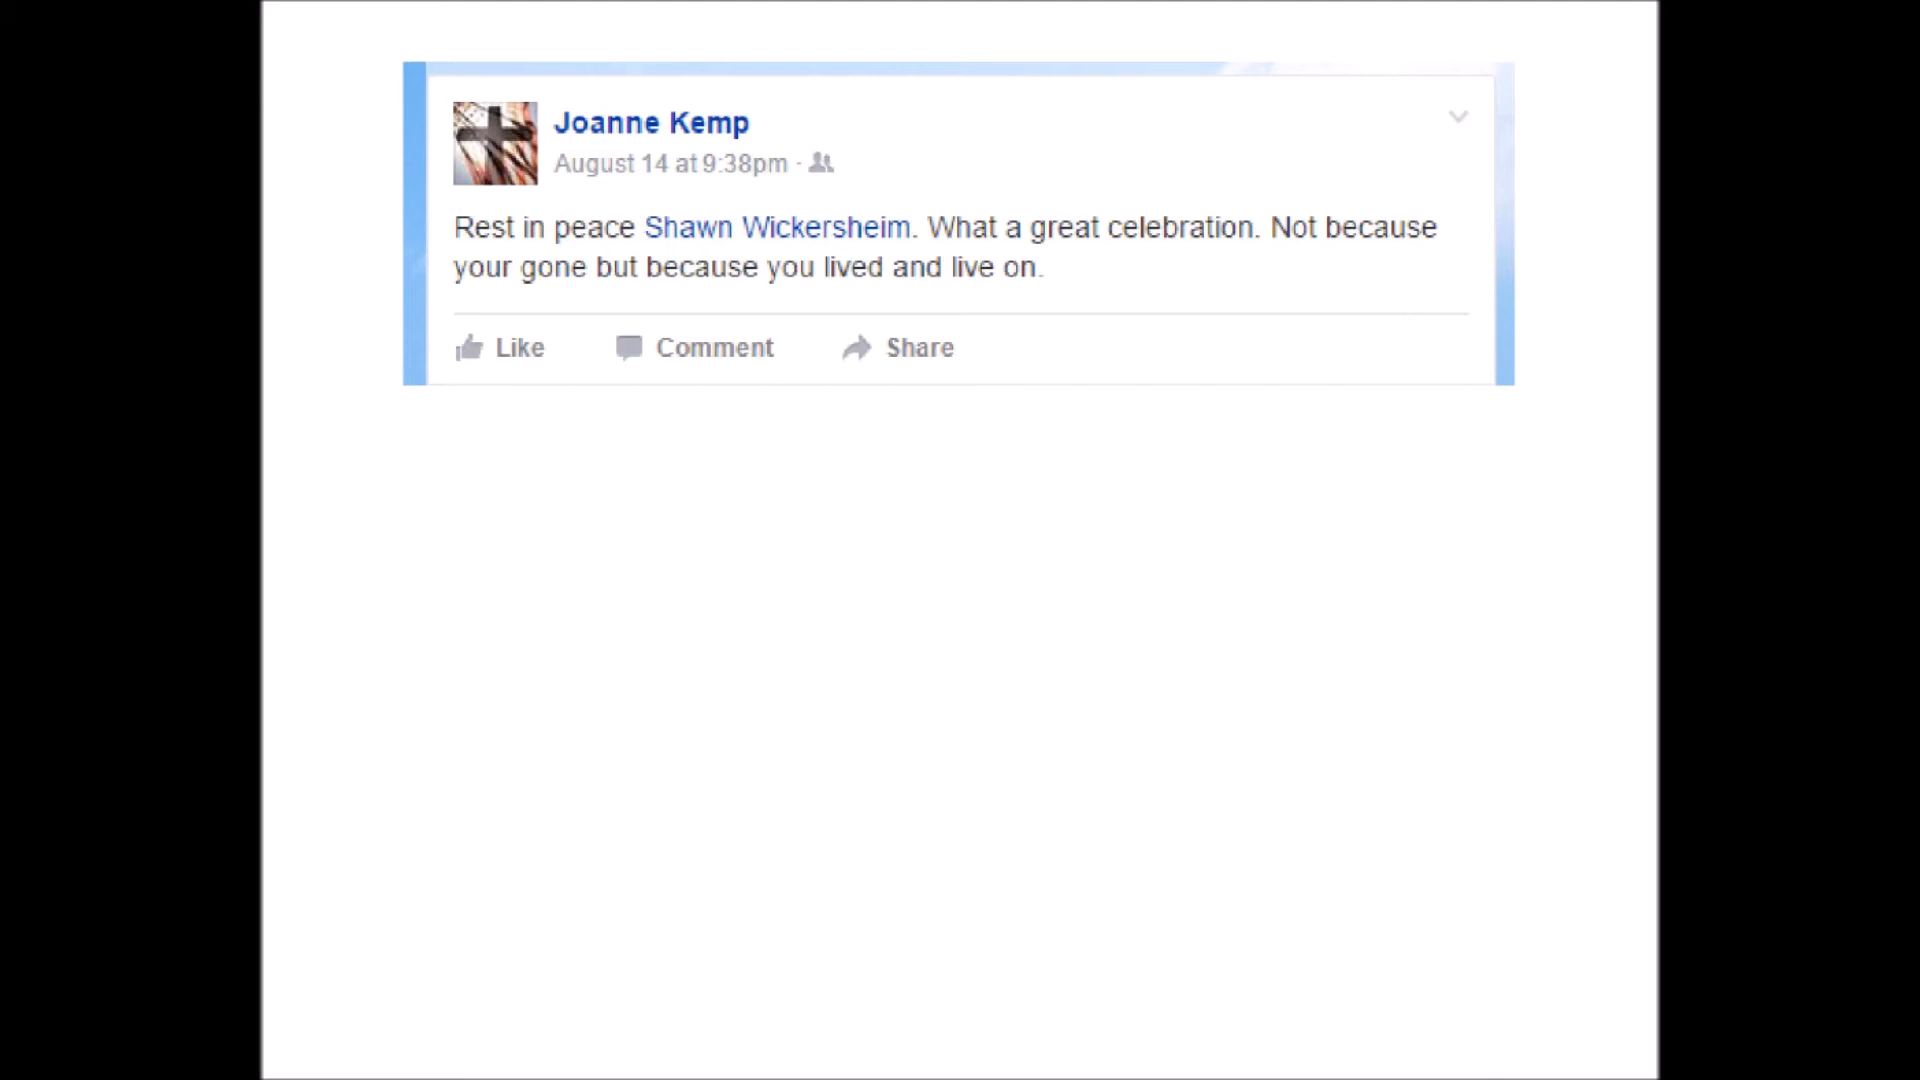 Joanne Kemp
August 14 at 9:38pm ·
Rest in peace Shawn Wickersheim. What a great celebration. Not because
your gone but because you lived and live on.
Like Comment Share